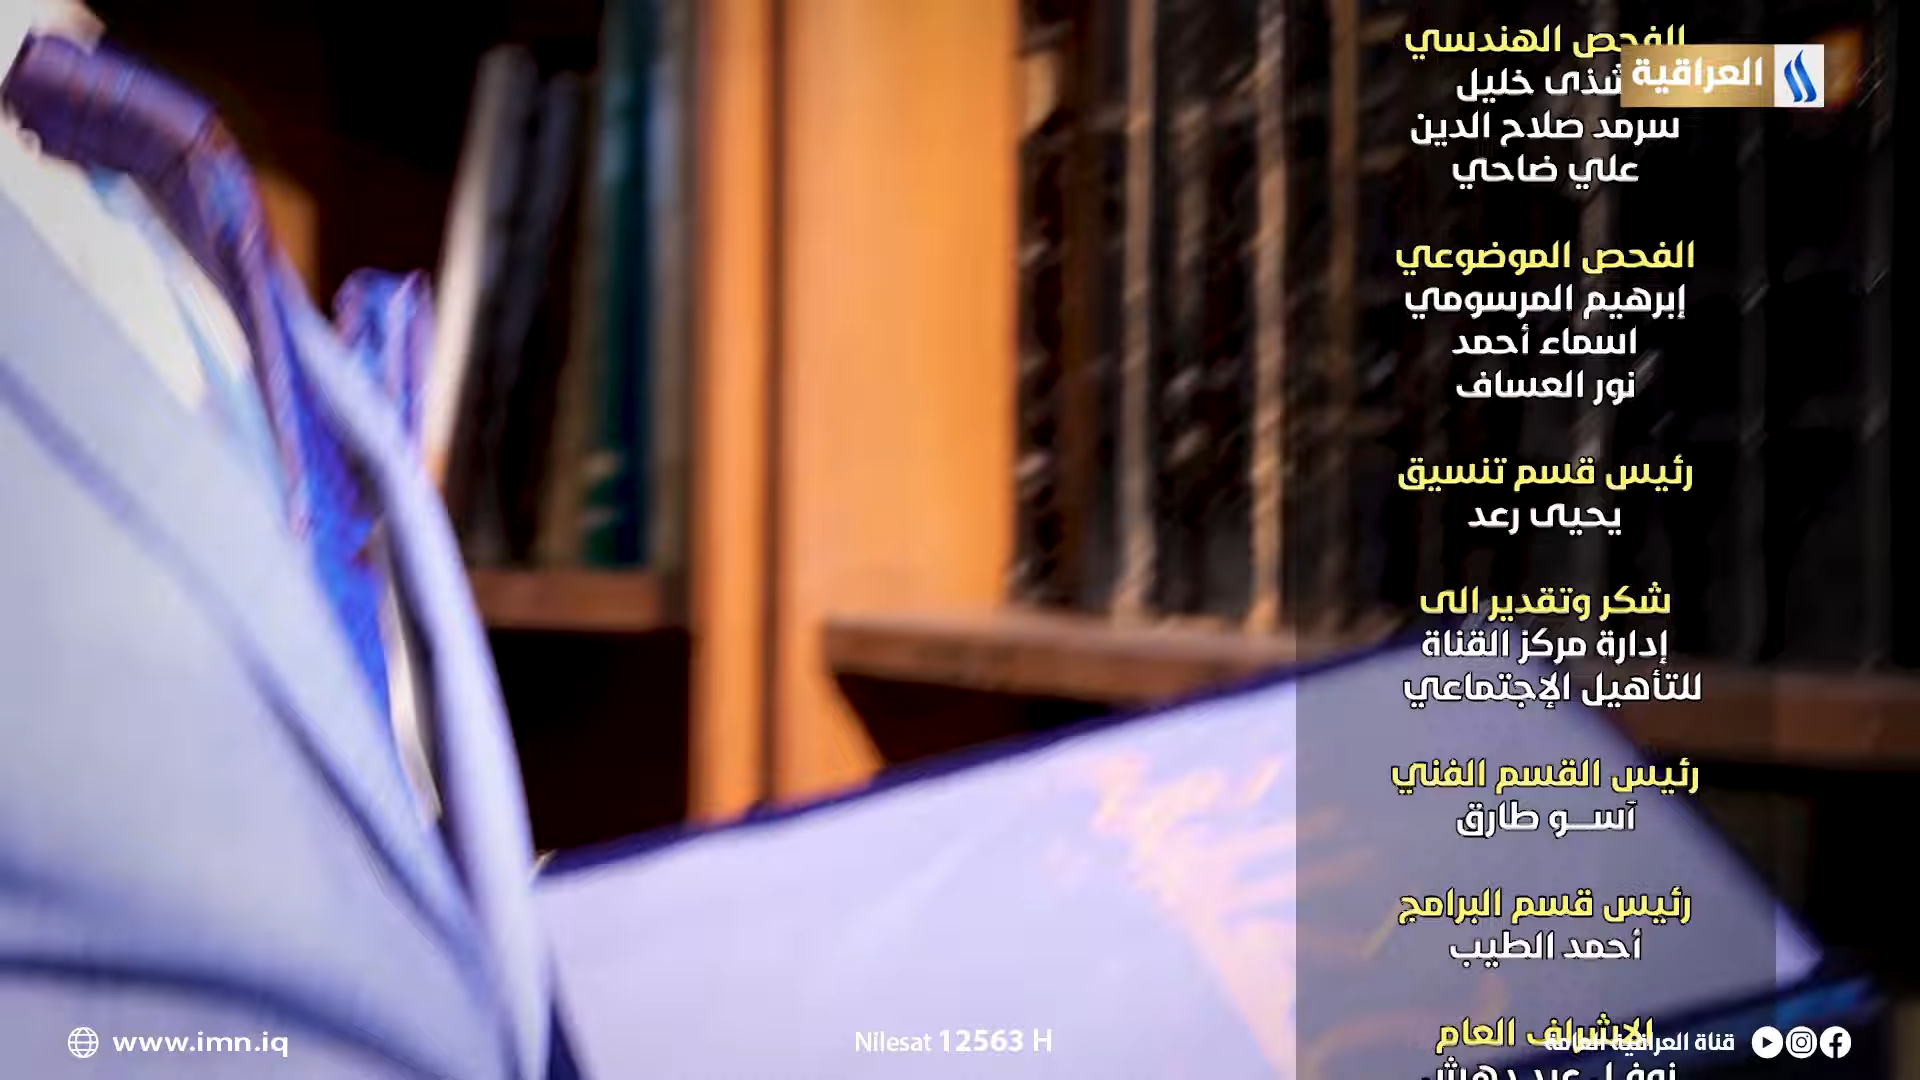 الفحص الهندسي
العراقية
شذى خليل
سرمد صلاح الدين
علي ضاحي
الفحص الموضوعي
إبرهيم المرسومي
اسماء أحمد
نور العساف
رئيس قسم تنسيق
يحيى رعد
شكر وتقدير الى
إدارة مركز القناة
للتأهيل الإجتماعي
رئيس القسم الفني
آســو طارق
رئيس قسم البرامج
أحمد الطيب
الإشراف العام
www.imn.iq
Nilesat 12563 H
قناة العراقية العامة